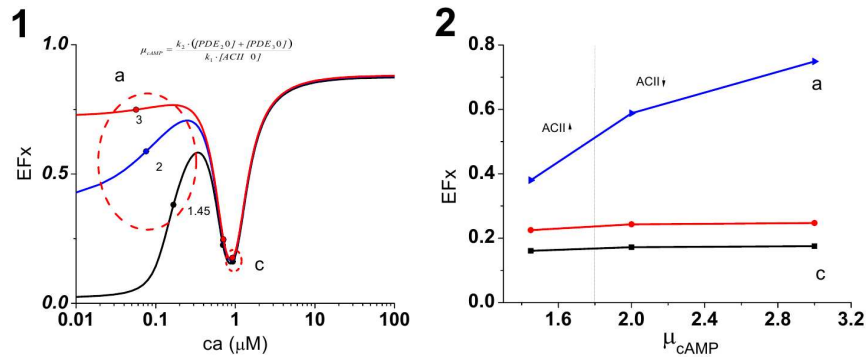 1
μcAMP = k2·([PDE2 0]+[PDE3 0]) / k1·[ACII 0]
a
3
2
1.45
c
EFx
1.0
0.5
0.0
0.01 0.1 1 10 100
ca (μM)
2
ACII
ACII
a
c
EFx
0.8
0.6
0.4
0.2
0.0
1.6 2.0 2.4 2.8 3.2
μcAMP